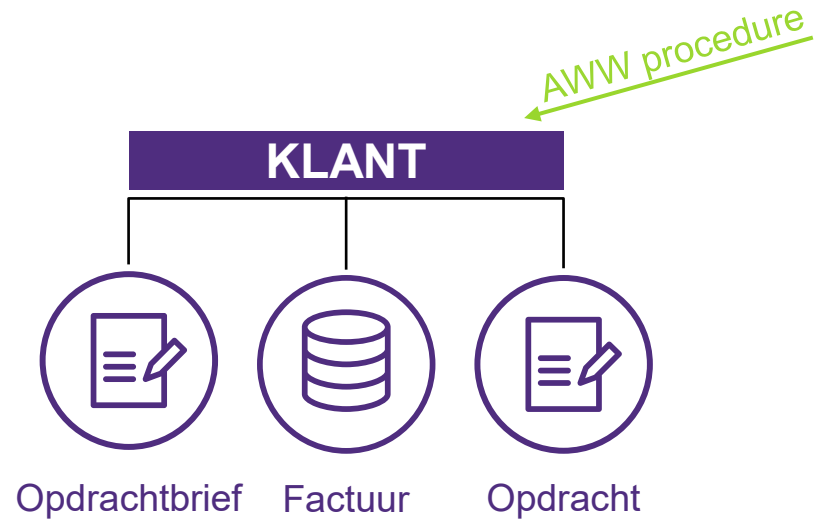 AWW procedure
KLANT
Opdrachtbrief
Factuur
Opdracht